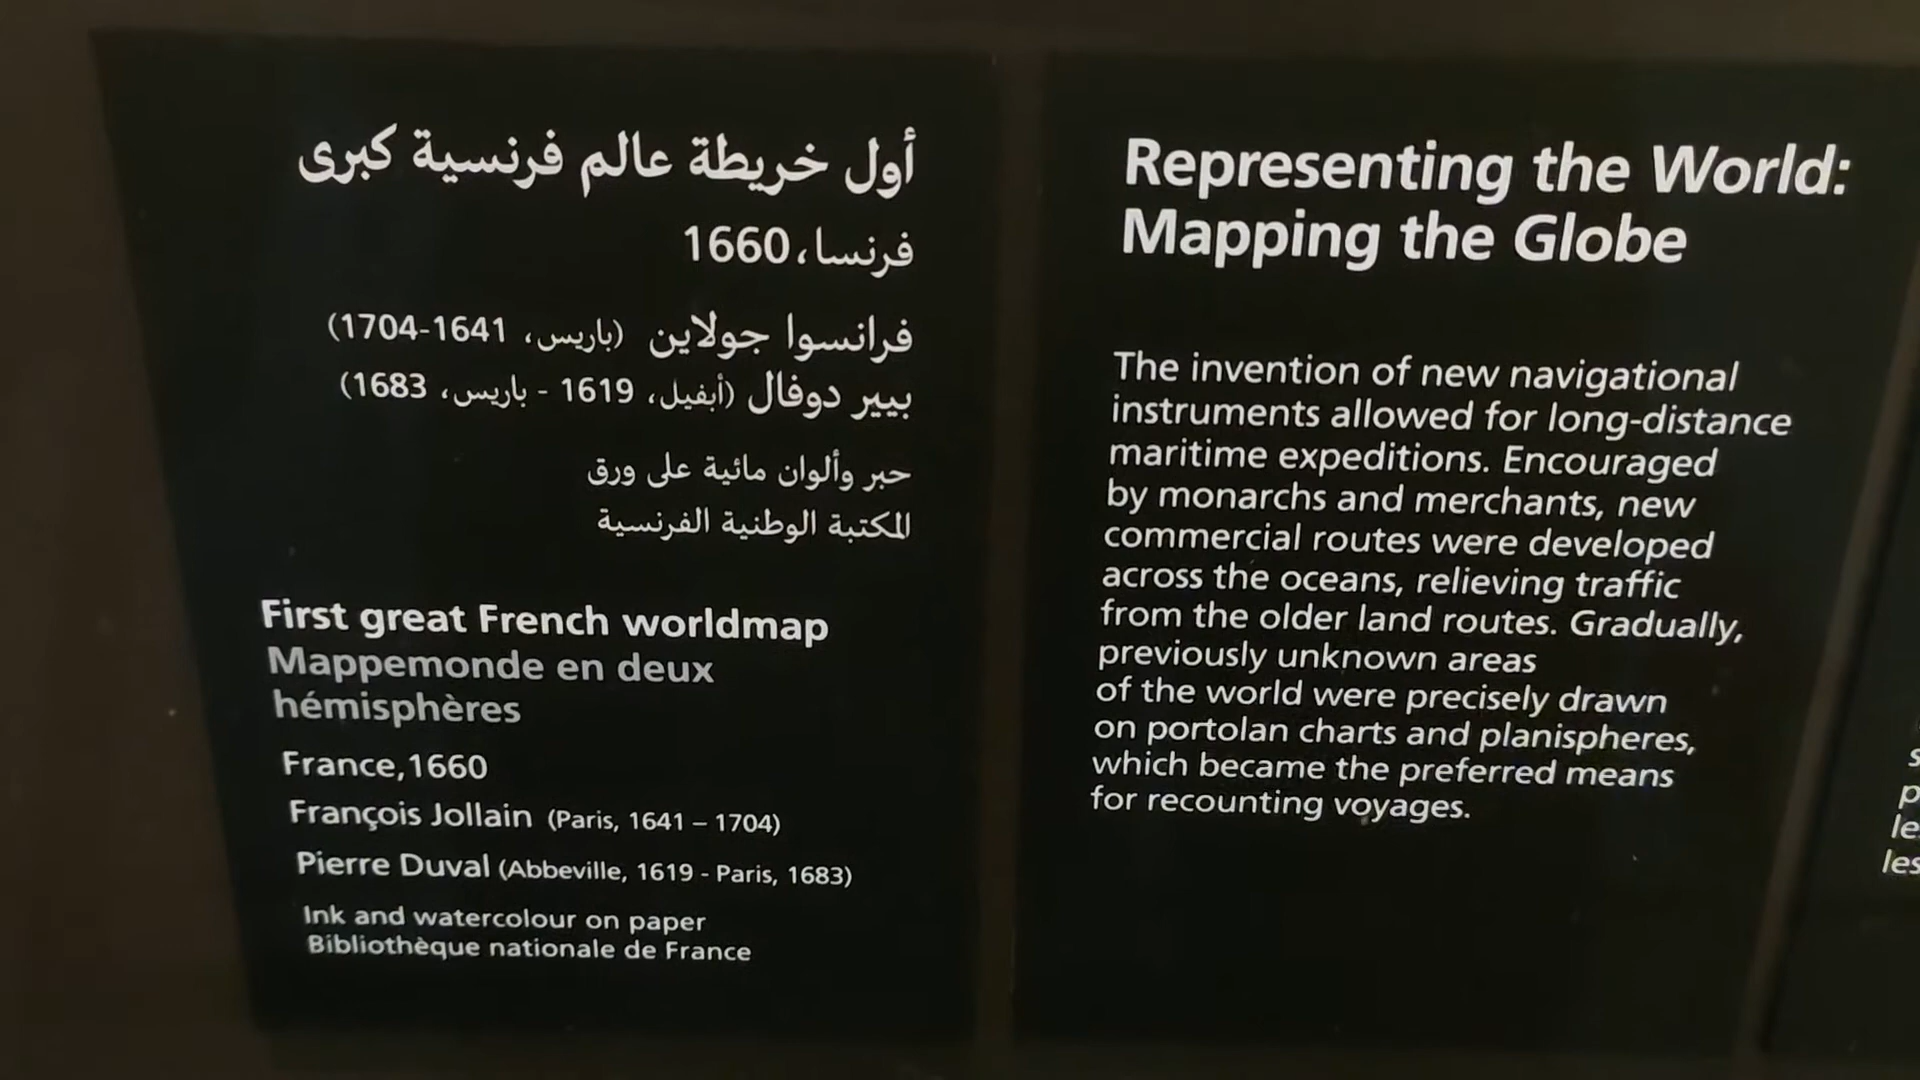 أول خريطة عالم فرنسية كبرى
فرنسا، 1660
فرانسوا جولاين (باريس، 1641-1704)
بيير دوفال (أبفيل، 1619 - باريس، 1683)
حبر وألوان مائية على ورق
المكتبة الوطنية الفرنسية
First great French worldmap
Mappemonde en deux
hémisphères
France,1660
François Jollain (Paris, 1641 – 1704)
Pierre Duval (Abbeville, 1619 - Paris, 1683)
Ink and watercolour on paper
Bibliothèque nationale de France
Representing the World:
Mapping the Globe
The invention of new navigational
instruments allowed for long-distance
maritime expeditions. Encouraged
by monarchs and merchants, new
commercial routes were developed
across the oceans, relieving traffic
from the older land routes. Gradually,
previously unknown areas
of the world were precisely drawn
on portolan charts and planispheres,
which became the preferred means
for recounting voyages.